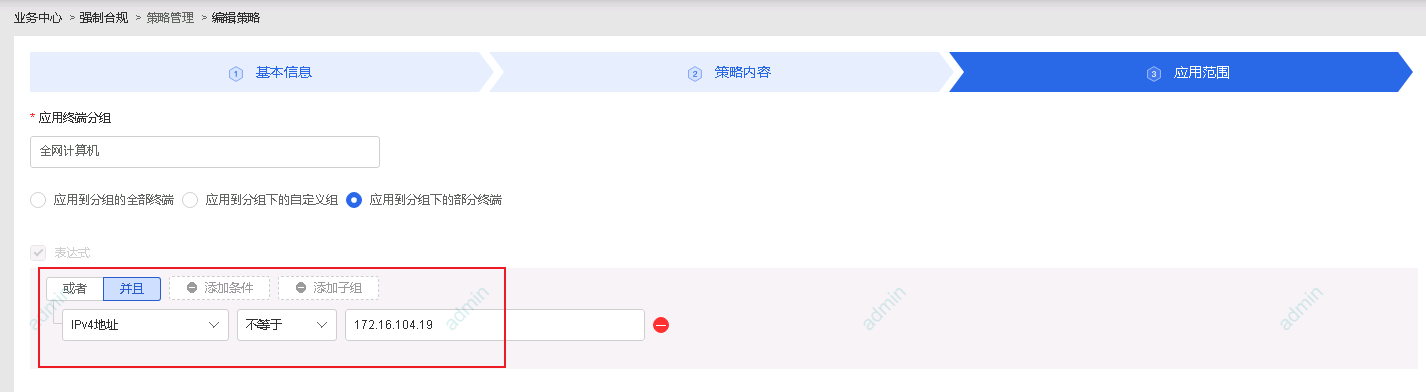 业务中心 > 强制合规 > 策略管理 > 编辑策略
1 基本信息 2 策略内容 3 应用范围
* 应用终端分组
全网计算机
应用到分组的全部终端 应用到分组下的自定义组 应用到分组下的部分终端
表达式
或者 并且 添加条件 添加子组
IPv4地址 不等于 172.16.104.19
admin admin admin admin